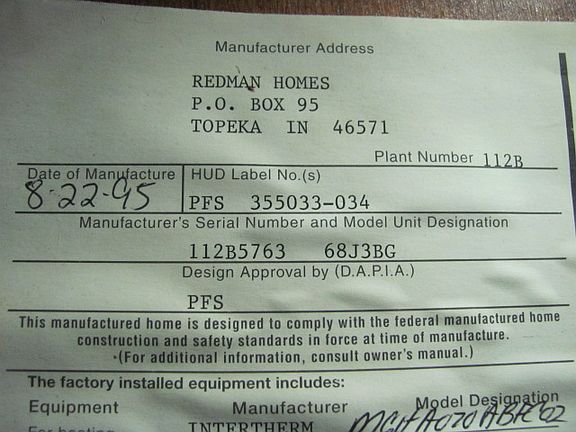 Manufacturer Address
REDMAN HOMES
P.O. BOX 95
TOPEKA IN 46571
Plant Number 112B
Date of Manufacture HUD Label No.(s)
8-22-95 PFS 355033-034
Manufacturer's Serial Number and Model Unit Designation
112B5763 68J3BG
Design Approval by (D.A.P.I.A.)
PFS
This manufactured home is designed to comply with the federal manufactured home
construction and safety standards in force at time of manufacture.
(For additional information, consult owner's manual.)
The factory installed equipment includes:
Equipment Manufacturer Model Designation
For heating INTERTHERM